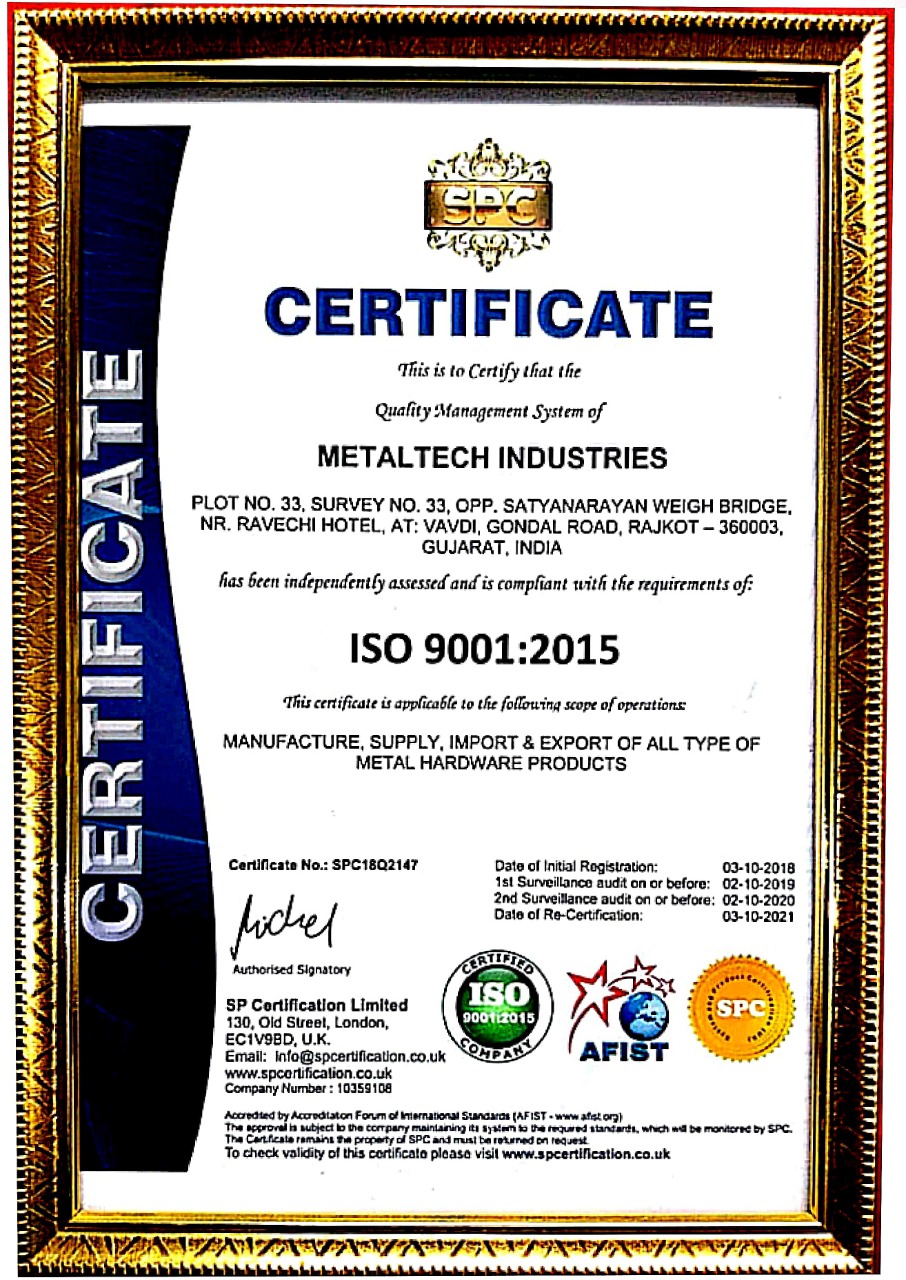 SPC
CERTIFICATE
CERTIFICATE
This is to Certify that the
Quality Management System of
METALTECH INDUSTRIES
PLOT NO. 33, SURVEY NO. 33, OPP. SATYANARAYAN WEIGH BRIDGE,
NR. RAVECHI HOTEL, AT: VAVDI, GONDAL ROAD, RAJKOT – 360003,
GUJARAT, INDIA
has been independently assessed and is compliant with the requirements of:
ISO 9001:2015
This certificate is applicable to the following scope of operations:
MANUFACTURE, SUPPLY, IMPORT & EXPORT OF ALL TYPE OF
METAL HARDWARE PRODUCTS
Certificate No.: SPC18Q2147
Date of Initial Registration: 03-10-2018
1st Surveillance audit on or before: 02-10-2019
2nd Surveillance audit on or before: 02-10-2020
Date of Re-Certification: 03-10-2021
Authorised Signatory
SP Certification Limited
130, Old Street, London,
EC1V9BD, U.K.
Email: info@spcertification.co.uk
www.spcertification.co.uk
Company Number : 10359108
CERTIFIED
ISO
9001:2015
COMPANY
AFIST
SPC
Accredited by Accreditaton Forum of International Standards (AFIST - www.afist.org)
The approval is subject to the company maintaining its system to the required standards, which will be monitored by SPC.
The Certificate remains the property of SPC and must be returned on request.
To check validity of this certificate please visit www.spcertification.co.uk